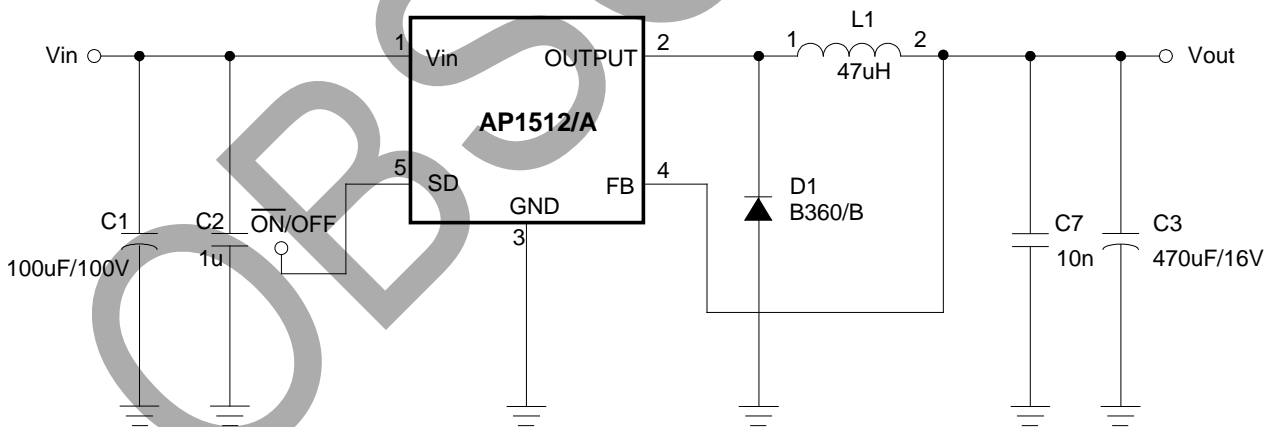 L1
1 2
47uH
Vin
1
Vin
OUTPUT
2
Vout
AP1512/A
5
SD
FB
4
GND
3
D1
B360/B
C1
100uF/100V
C2
1u
ON/OFF
C7
10n
C3
470uF/16V